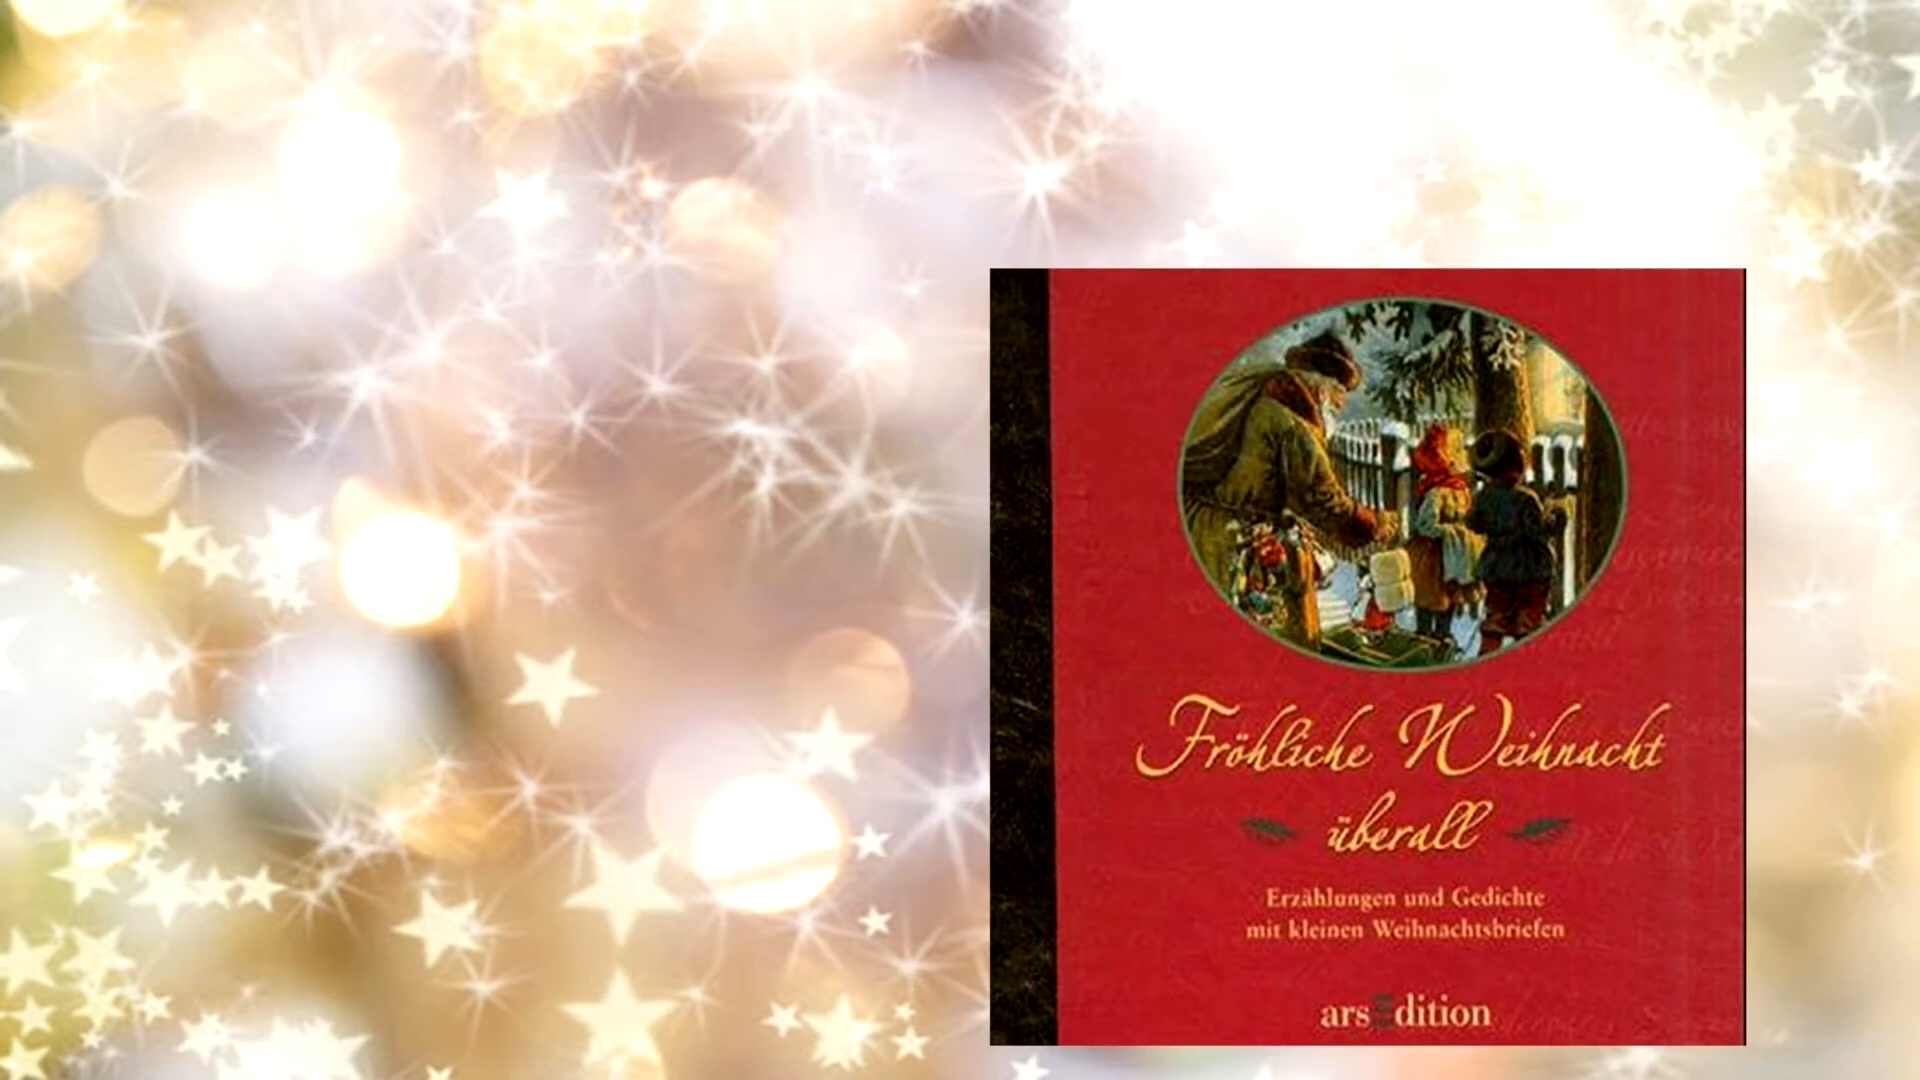 Fröhliche Weihnacht
überall
Erzählungen und Gedichte
mit kleinen Weihnachtsbriefen
arsEdition